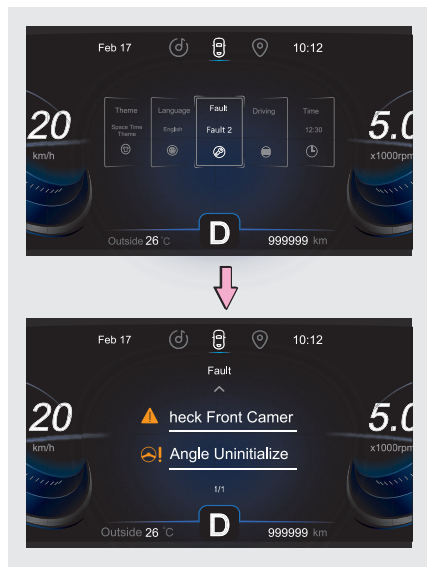 Feb 17 10:12
Theme Language Fault Driving Time
Space Time Theme English Fault 2 12:30
20 5.0
km/h x1000rpm
D
Outside 26 °C 999999 km
Feb 17 10:12
Fault
heck Front Camer
20 5.0
km/h x1000rpm
Angle Uninitialize
1/1
D
Outside 26 °C 999999 km